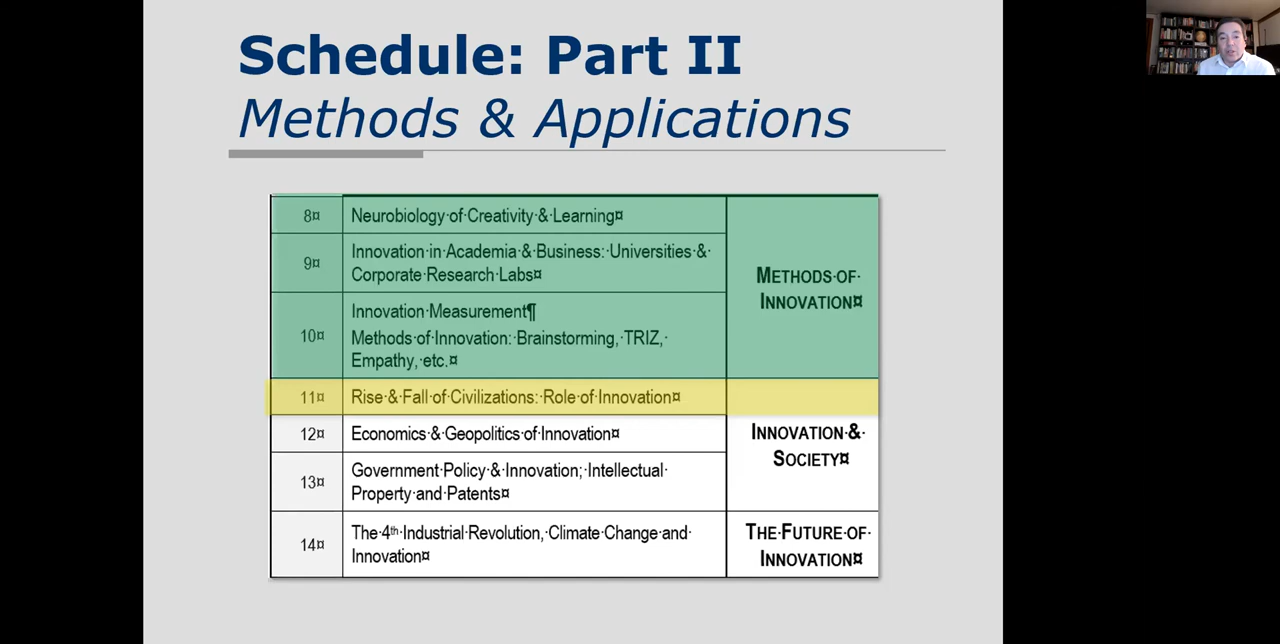 Schedule: Part II
Methods & Applications
8¤
Neurobiology·of·Creativity·&·Learning¤
METHODS·OF·
INNOVATION¤
9¤
Innovation·in·Academia·&·Business:·Universities·&·
Corporate·Research·Labs¤
10¤
Innovation·Measurement¶
Methods·of·Innovation:·Brainstorming,·TRIZ,·
Empathy,·etc.¤
11¤
Rise·&·Fall·of·Civilizations:·Role·of·Innovation¤
INNOVATION·&·
SOCIETY¤
12¤
Economics·&·Geopolitics·of·Innovation¤
13¤
Government·Policy·&·Innovation;·Intellectual·
Property·and·Patents¤
14¤
The·4th·Industrial·Revolution,·Climate·Change·and·
Innovation¤
THE·FUTURE·OF·
INNOVATION¤